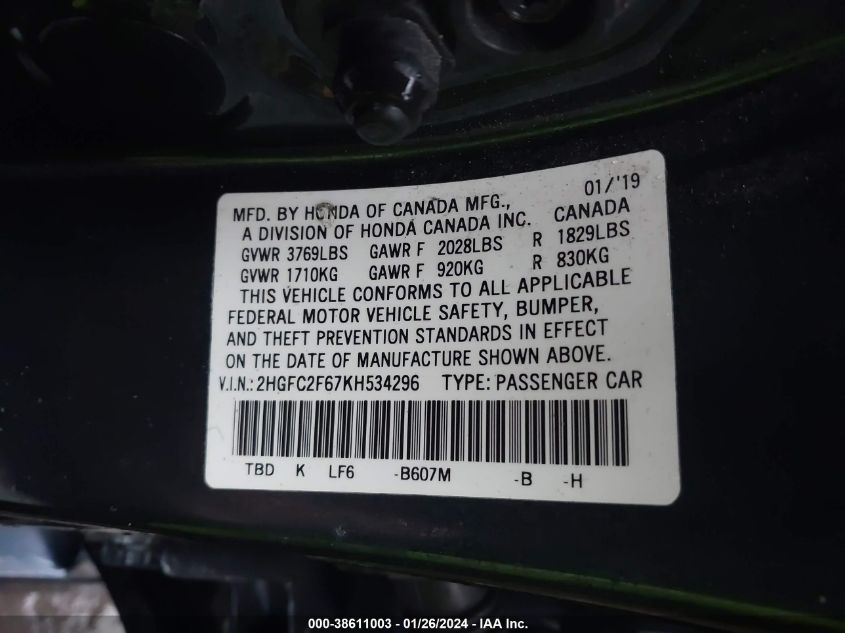 MFD. BY HONDA OF CANADA MFG., 01/'19
A DIVISION OF HONDA CANADA INC. CANADA
GVWR 3769LBS GAWR F 2028LBS R 1829LBS
GVWR 1710KG GAWR F 920KG R 830KG
THIS VEHICLE CONFORMS TO ALL APPLICABLE
FEDERAL MOTOR VEHICLE SAFETY, BUMPER,
AND THEFT PREVENTION STANDARDS IN EFFECT
ON THE DATE OF MANUFACTURE SHOWN ABOVE.
V.I.N.: 2HGFC2F67KH534296 TYPE: PASSENGER CAR
TBD K LF6 -B607M -B -H
000-38611003 - 01/26/2024 - IAA Inc.